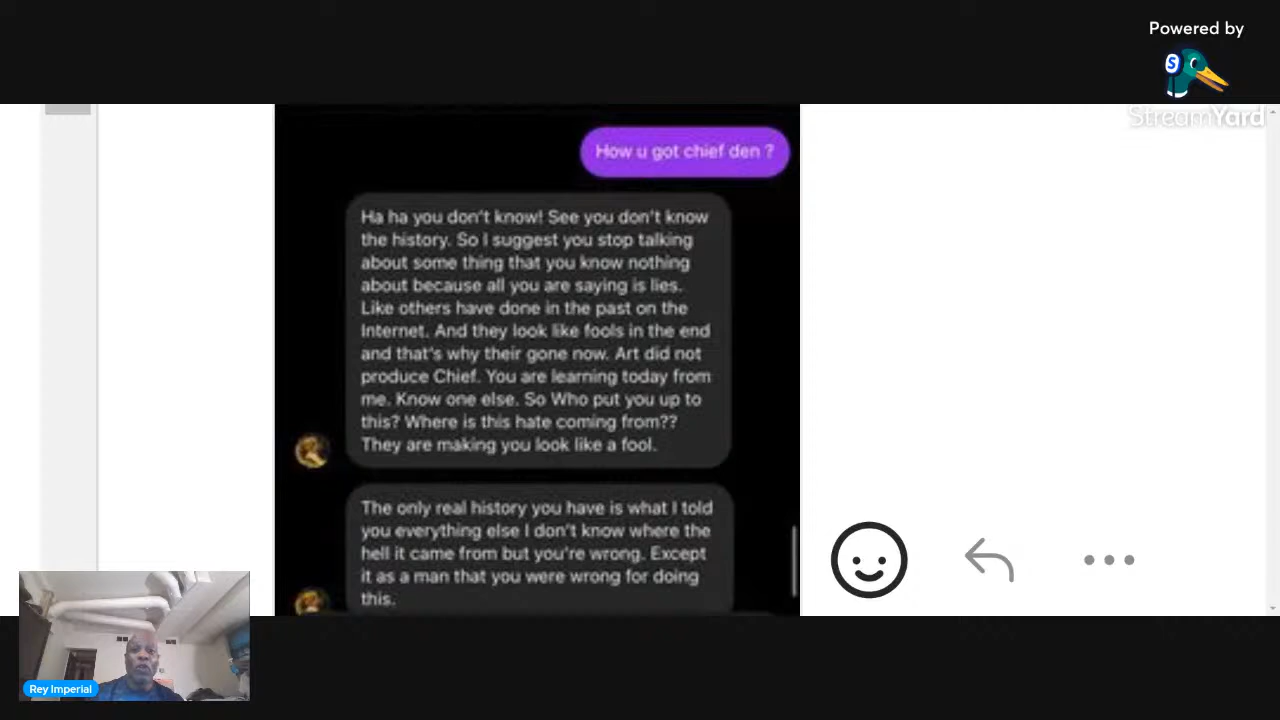 Powered by
S
StreamYard
How u got chief den ?
Ha ha you don't know! See you don't know
the history. So I suggest you stop talking
about some thing that you know nothing
about because all you are saying is lies.
Like others have done in the past on the
Internet. And they look like fools in the end
and that's why their gone now. Art did not
produce Chief. You are learning today from
me. Know one else. So Who put you up to
this? Where is this hate coming from??
They are making you look like a fool.
The only real history you have is what I told
you everything else I don't know where the
hell it came from but you're wrong. Except
it as a man that you were wrong for doing
this.
Rey Imperial